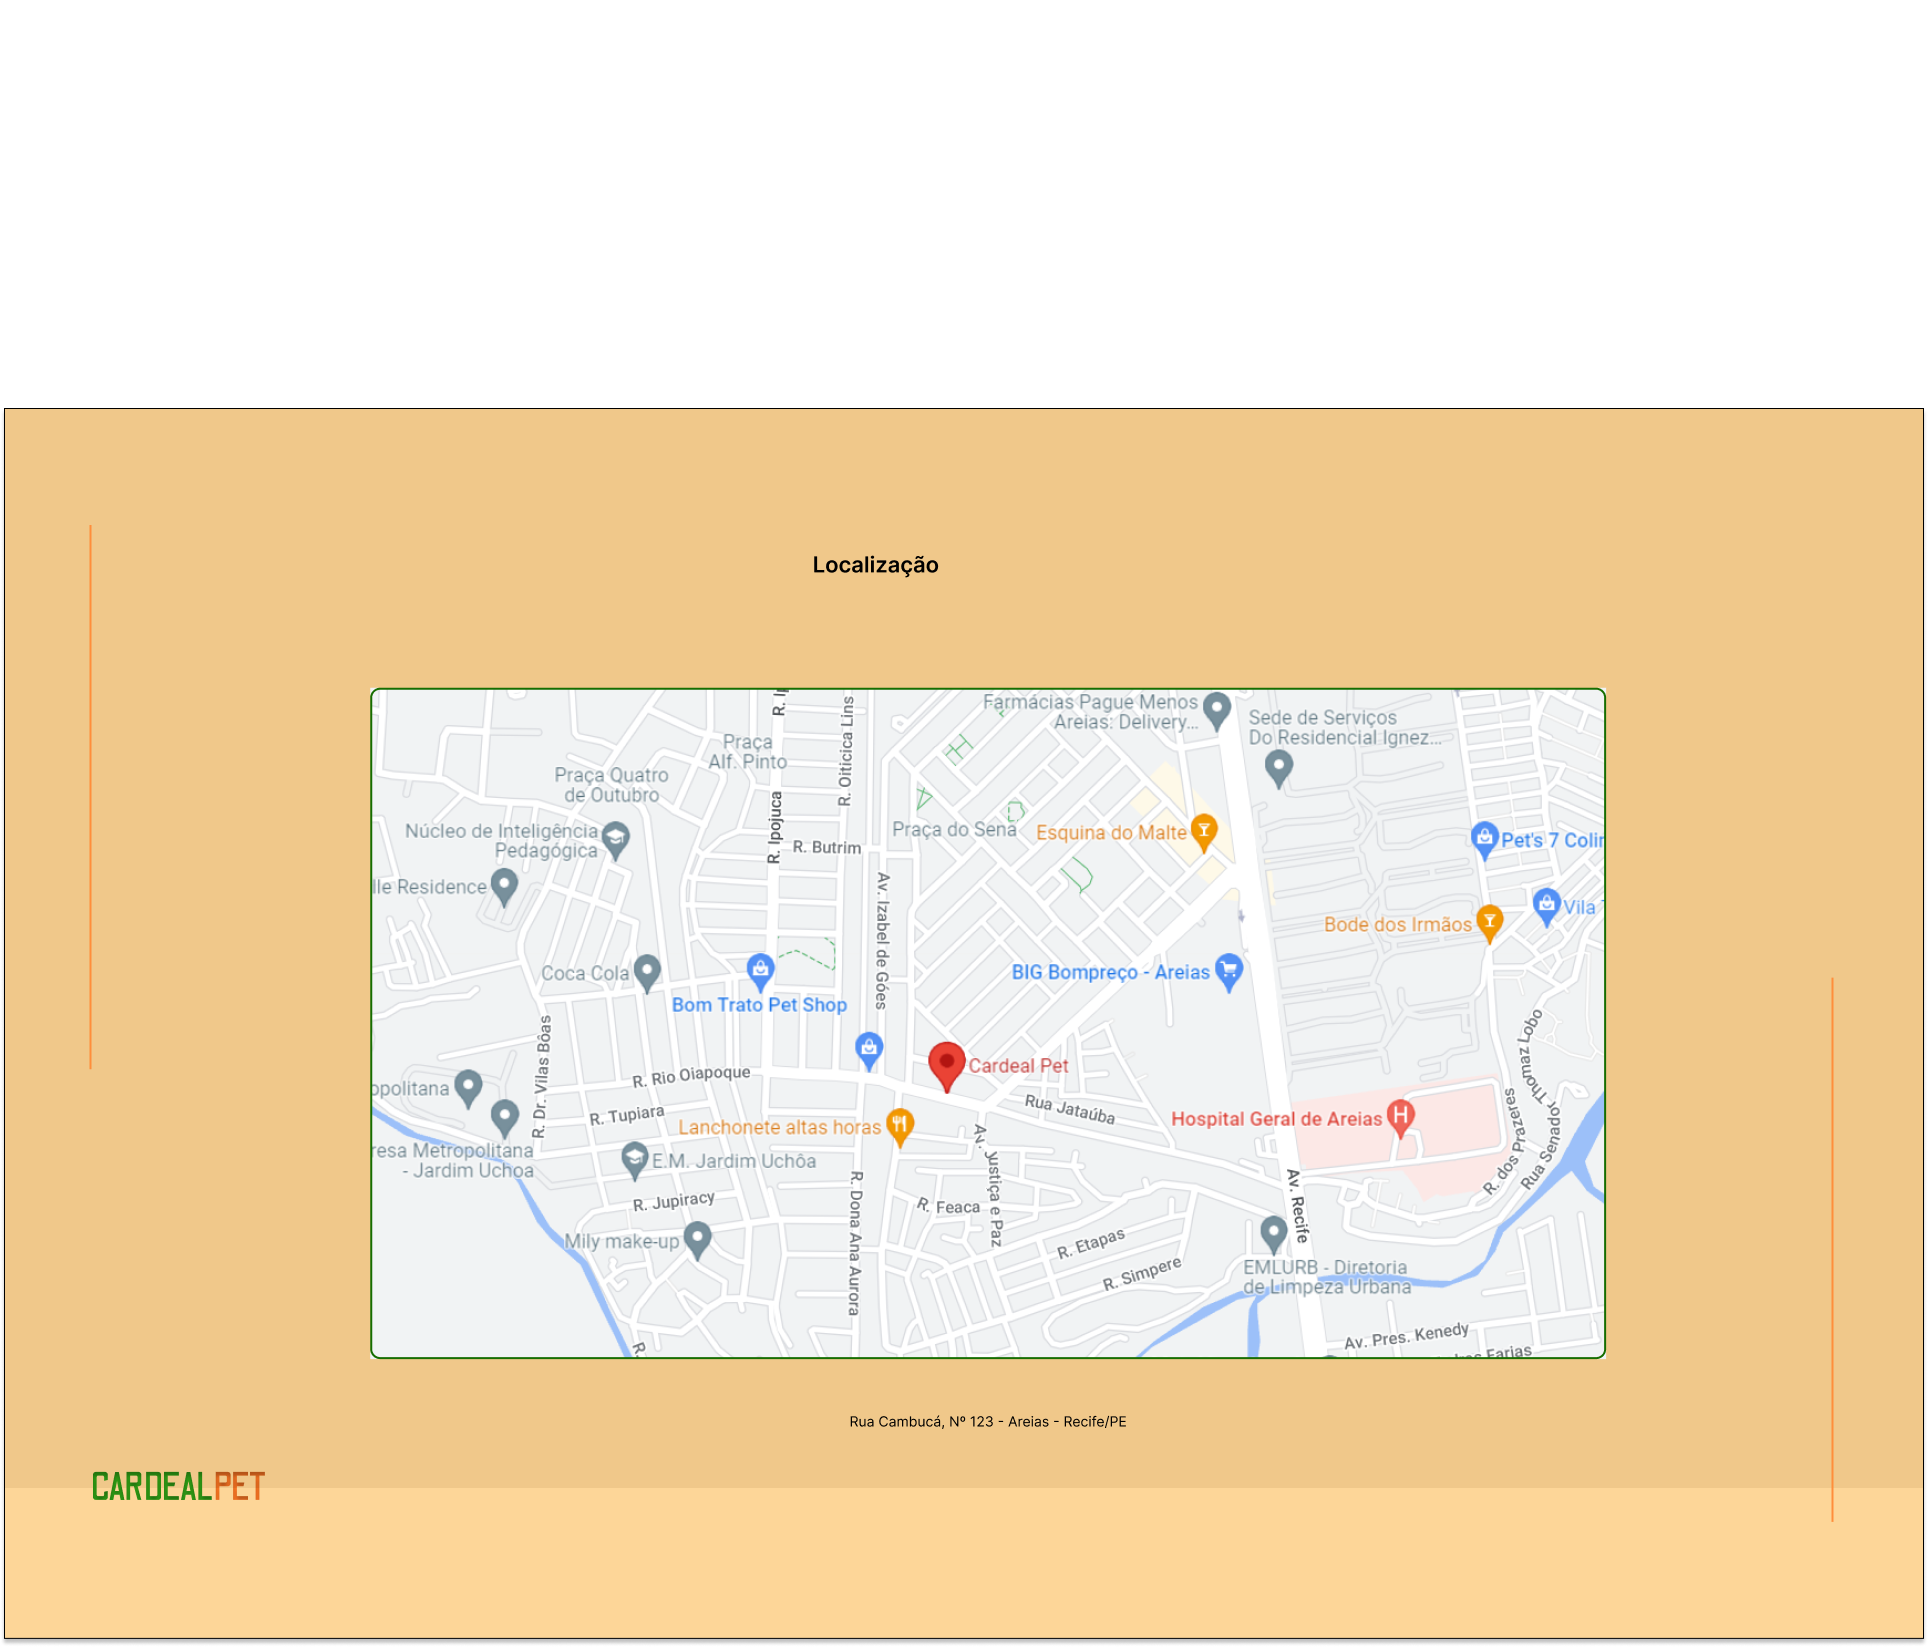 Localização
R. Oiticica Lins
Farmácias Pague Menos
Areias: Delivery...
Sede de Serviços
Do Residencial Ignez...
Praça
Alf. Pinto
Praça Quatro
de Outubro
R. Ipojuca
Núcleo de Inteligência
Pedagógica
R. Butrim
Praça do Sena
Esquina do Malte
Pet's 7
lle Residence
Av. Izabel de Góes
Vila
Bode dos Irmãos
Coca Cola
BIG Bompreço - Areias
Bom Trato Pet Shop
R. Dr. Vilas Bôas
Cardeal Pet
R. Rio Oiapoque
opolitana
Rua Jataúba
R. Tupiara
Lanchonete altas horas
Hospital Geral de Areias
R. dos Prazeres
Rua Senador Thomaz Lobo
resa Metropolitana
- Jardim Uchoa
E.M. Jardim Uchôa
Av. Justiça e Paz
R. Jupiracy
R. Dona Ana Aurora
R. Feaca
Av. Recife
Mily make-up
R. Etapas
R. Simpere
EMLURB - Diretoria
de Limpeza Urbana
Av. Pres. Kenedy
Farias
R.
Rua Cambucá, Nº 123 - Areias - Recife/PE
CARDEALPET